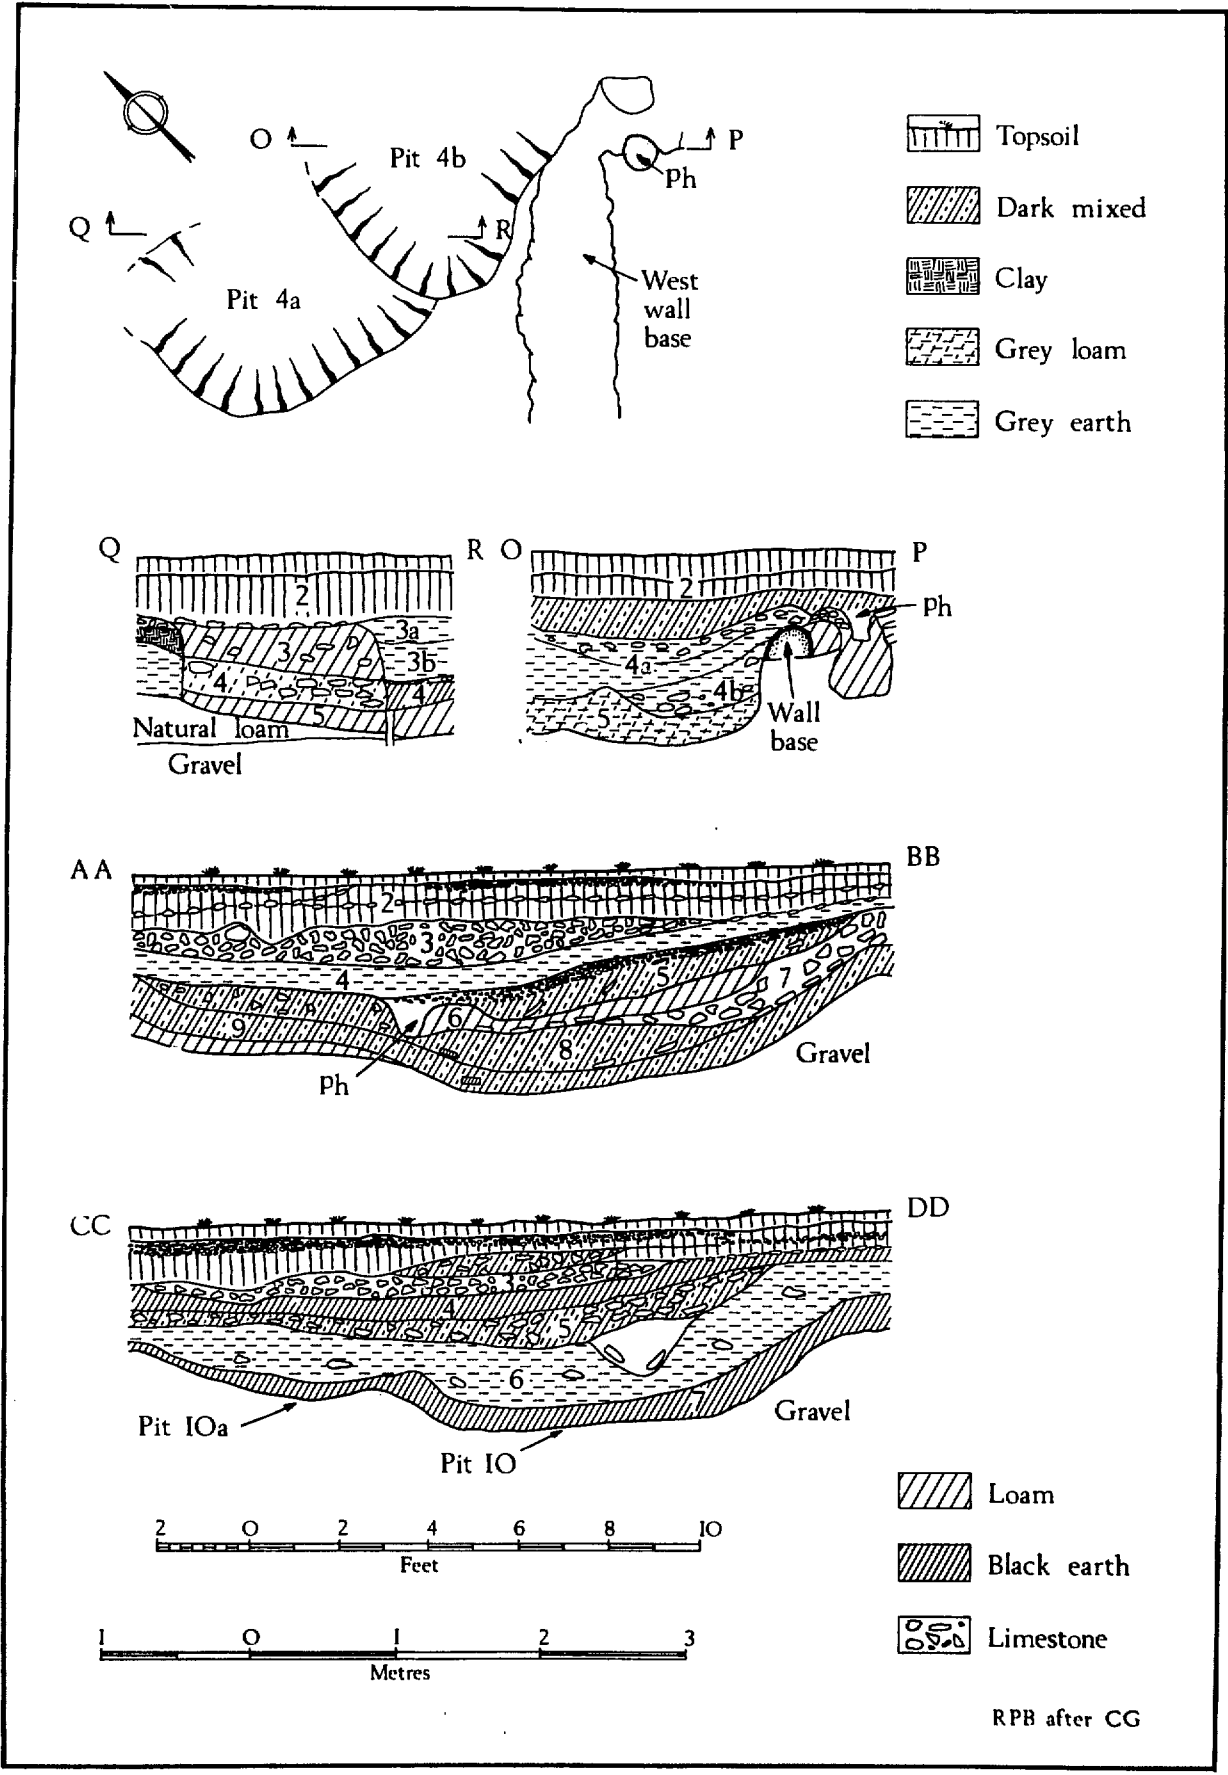 O
Pit 4b
P
ph
Q
R
Pit 4a
West
wall
base
Topsoil
Dark mixed
Clay
Grey loam
Grey earth
Q
R
O
P
2
3
3a
3b
4
4
5
Natural loam
Gravel
2
ph
4a
4b
5
Wall
base
AA
BB
2
3
4
5
7
6
9
8
ph
Gravel
CC
DD
3
4
5
6
7
Pit 10a
Pit 10
Gravel
2 0 2 4 6 8 10
Feet
1 0 1 2 3
Metres
Loam
Black earth
Limestone
RPB after CG